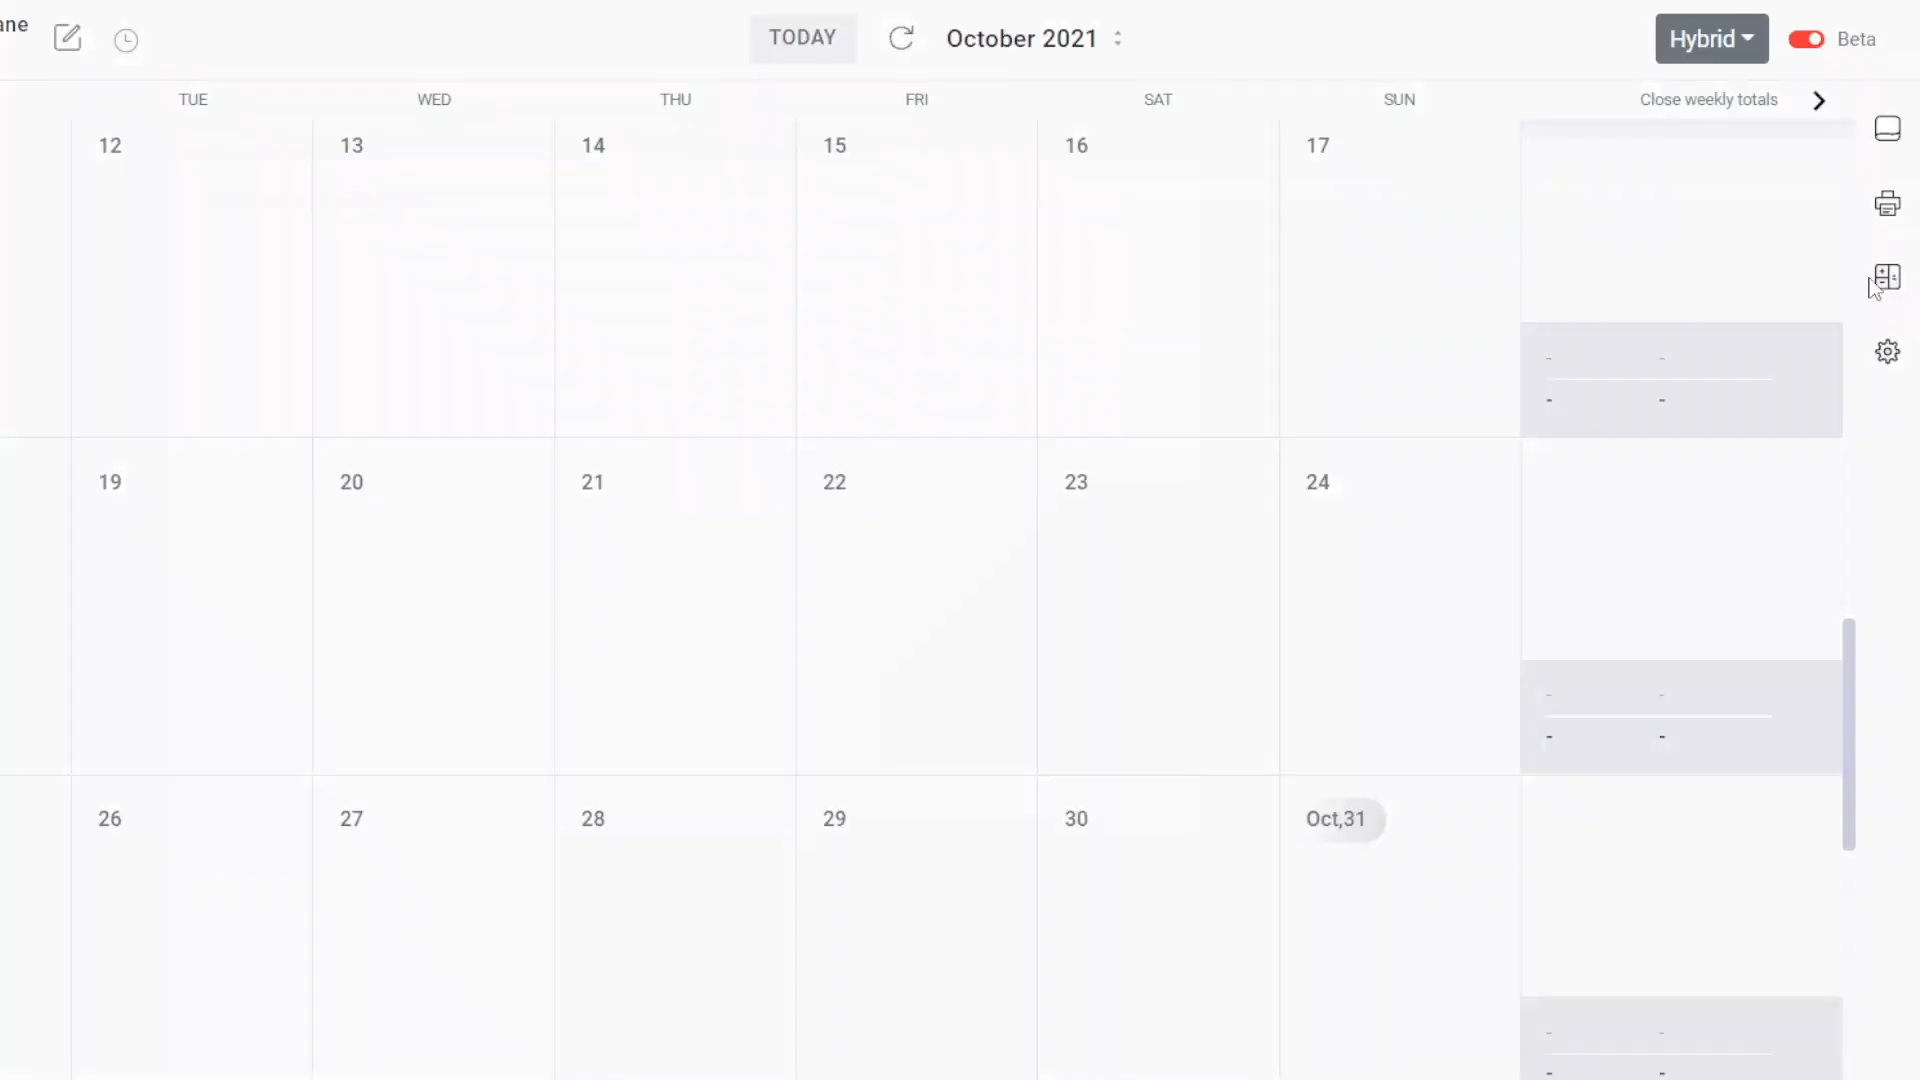 ane
TODAY
October 2021
Hybrid
Beta
TUE WED THU FRI SAT SUN Close weekly totals
12 13 14 15 16 17
- -
- -
19 20 21 22 23 24
- -
- -
26 27 28 29 30 Oct,31
- -
- -